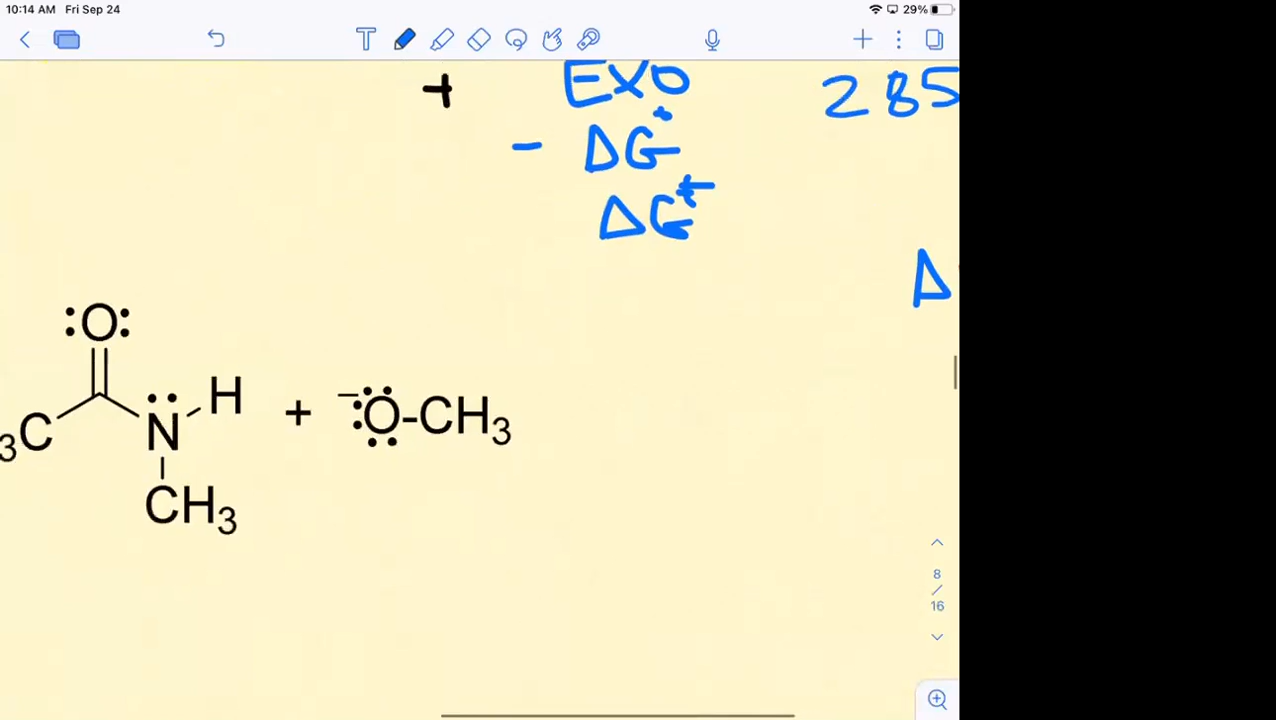 10:14 AM Fri Sep 24 29%
T
+ EXO 285
- ΔG°
ΔG‡
Δ
:O:
3C N H + ⁻:O-CH3
CH3
8
/
16